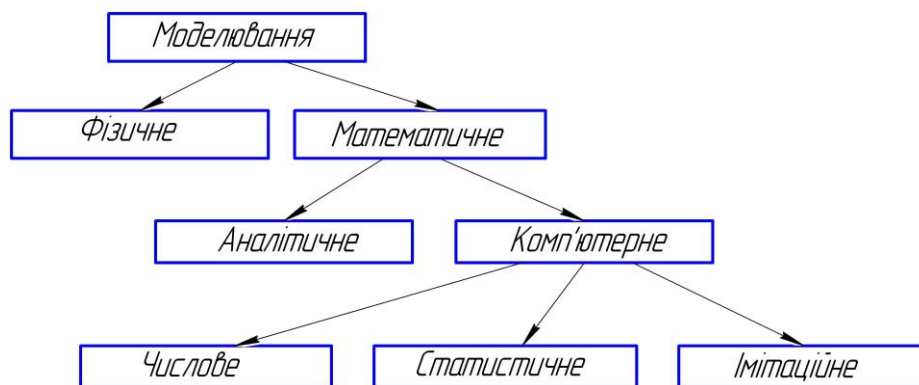 Моделювання
Фізичне
Математичне
Аналітичне
Комп'ютерне
Числове
Статистичне
Імітаційне